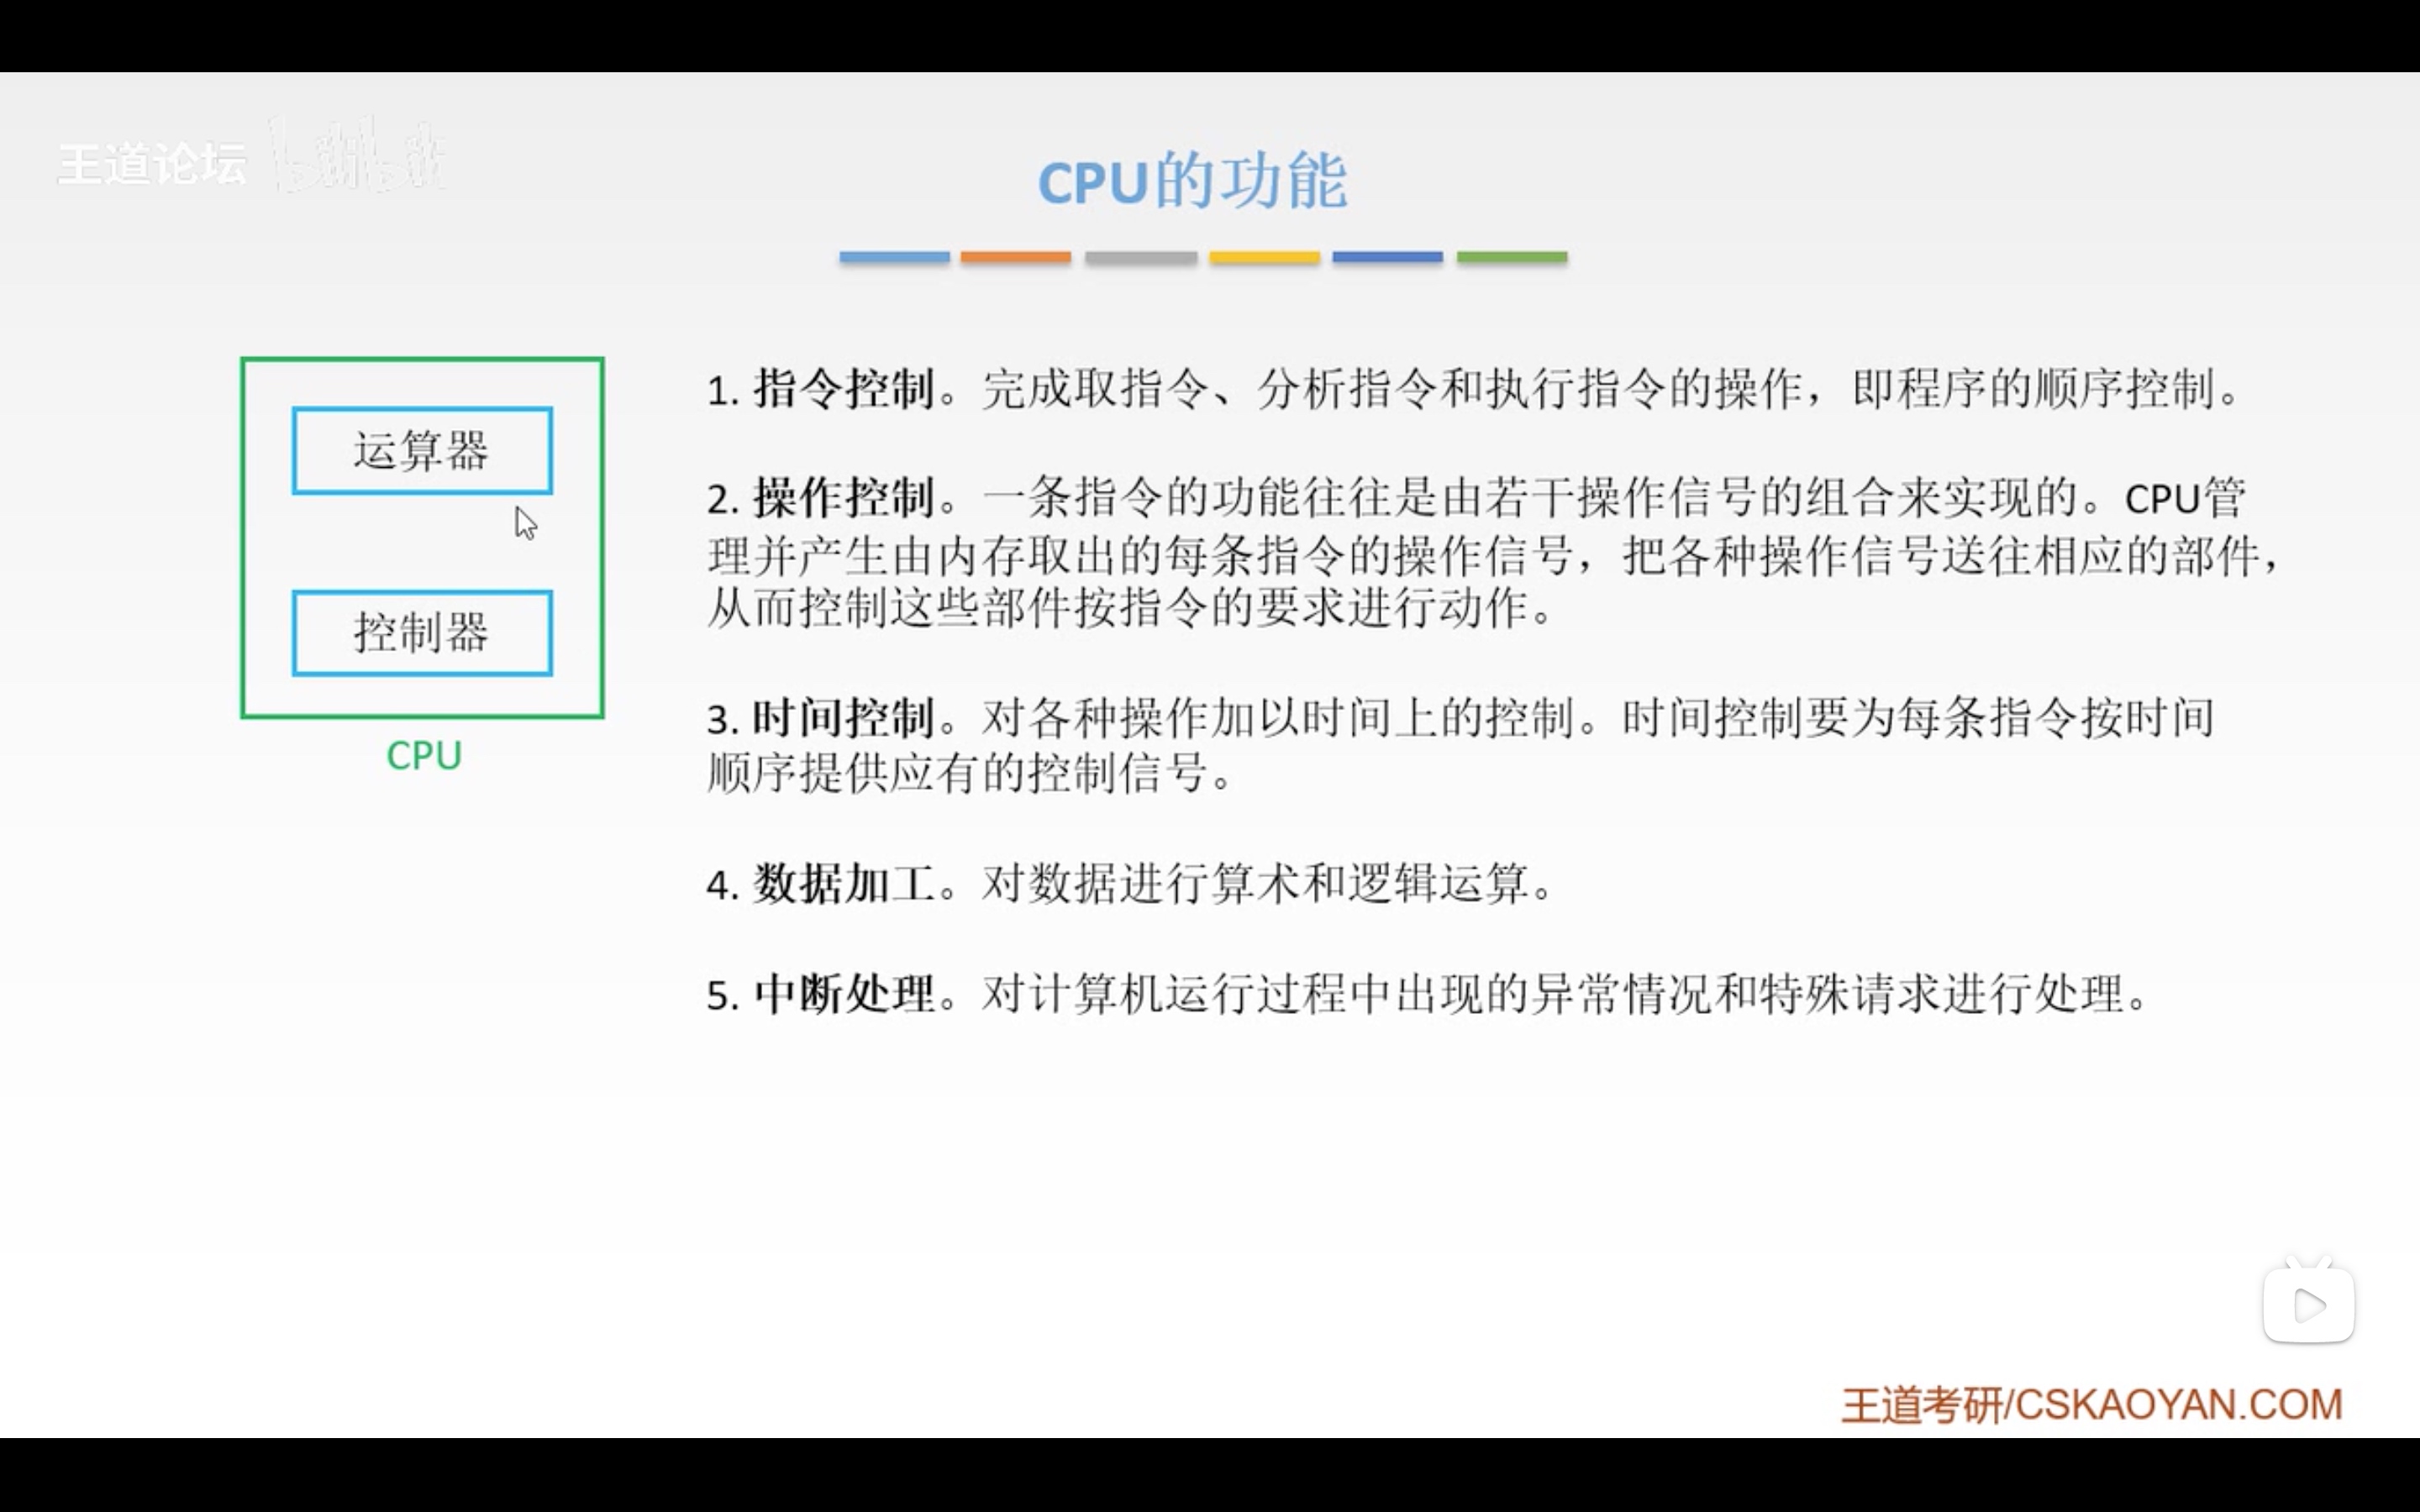 王道论坛 bilibili
CPU的功能
运算器
控制器
CPU
1. 指令控制。完成取指令、分析指令和执行指令的操作，即程序的顺序控制。
2. 操作控制。一条指令的功能往往是由若干操作信号的组合来实现的。CPU管
理并产生由内存取出的每条指令的操作信号，把各种操作信号送往相应的部件，
从而控制这些部件按指令的要求进行动作。
3. 时间控制。对各种操作加以时间上的控制。时间控制要为每条指令按时间
顺序提供应有的控制信号。
4. 数据加工。对数据进行算术和逻辑运算。
5. 中断处理。对计算机运行过程中出现的异常情况和特殊请求进行处理。
王道考研/CSKAOYAN.COM